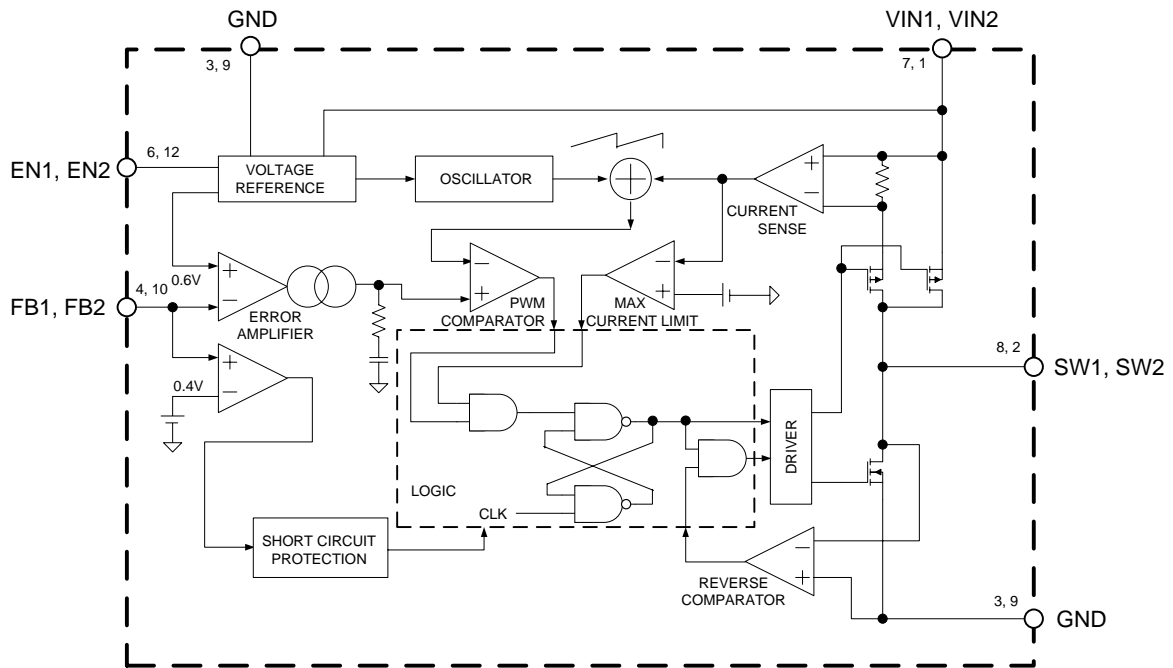 GND
VIN1, VIN2
3, 9
7, 1
EN1, EN2
6, 12
VOLTAGE
REFERENCE
OSCILLATOR
+
−
CURRENT
SENSE
0.6V
+
−
4, 10
FB1, FB2
ERROR
AMPLIFIER
−
+
PWM
COMPARATOR
−
+
MAX
CURRENT LIMIT
8, 2
SW1, SW2
0.4V
+
−
DRIVER
LOGIC
CLK
SHORT CIRCUIT
PROTECTION
−
+
REVERSE
COMPARATOR
3, 9
GND